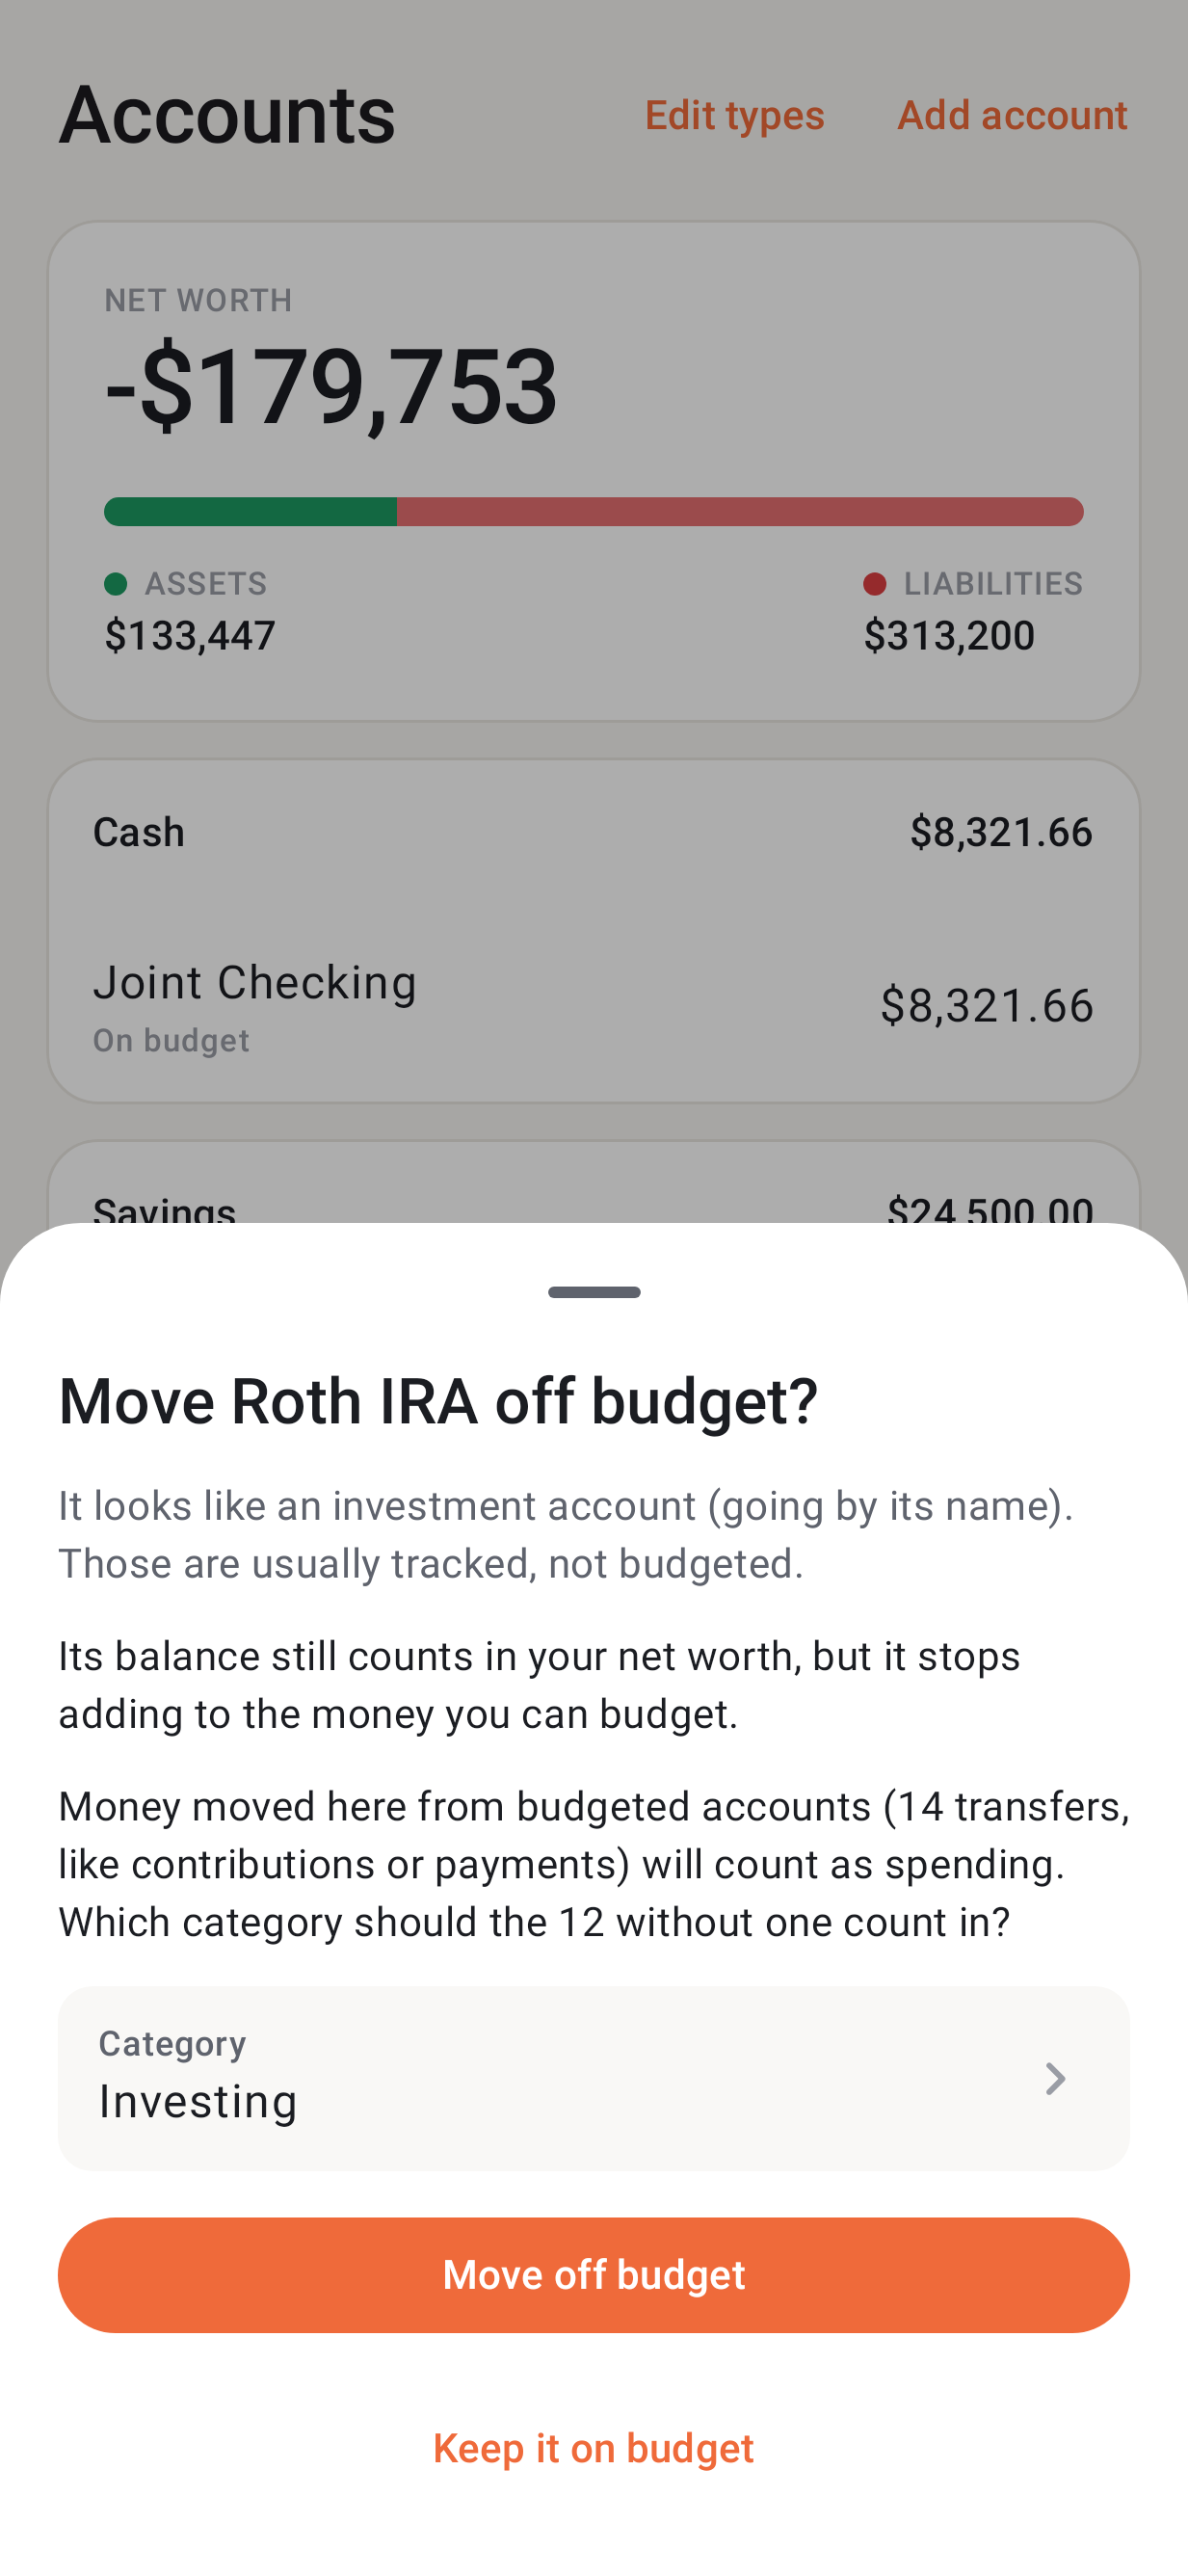 Accounts
Edit types
Add account
NET WORTH
-$179,753
ASSETS
LIABILITIES
$133,447
$313,200
Cash
$8,321.66
Joint Checking
On budget
$8,321.66
Savings
$24,500.00
Move Roth IRA off budget?
It looks like an investment account (going by its name).
Those are usually tracked, not budgeted.
Its balance still counts in your net worth, but it stops
adding to the money you can budget.
Money moved here from budgeted accounts (14 transfers,
like contributions or payments) will count as spending.
Which category should the 12 without one count in?
Category
Investing
Move off budget
Keep it on budget